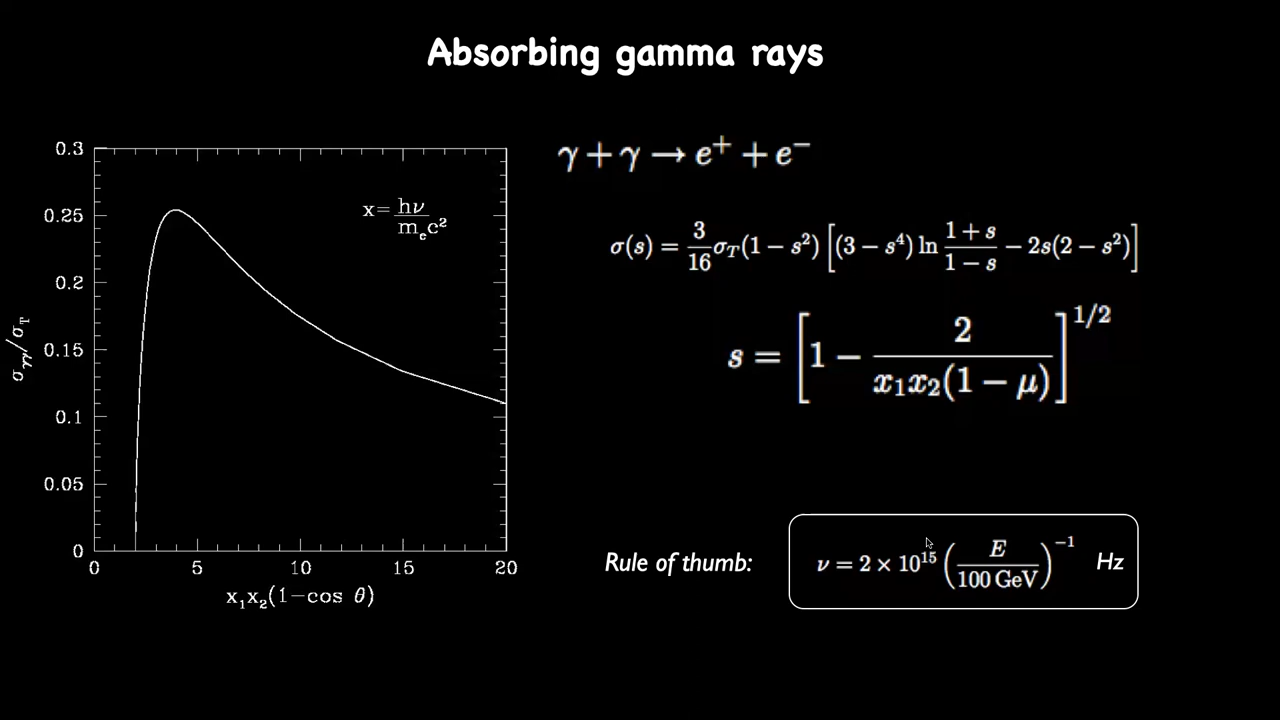 Absorbing gamma rays
γ + γ → e⁺ + e⁻
σ(s) = 3/16 σ_T(1 − s²) [(3 − s⁴) ln (1 + s)/(1 − s) − 2s(2 − s²)]
s = [1 − 2/(x₁x₂(1 − μ))]^1/2
Rule of thumb: ν = 2 × 10¹⁵ (E/100 GeV)⁻¹ Hz
0.3
0.25
0.2
0.15
0.1
0.05
0
σ_γγ/σ_T
x=hν/m_ec²
0 5 10 15 20
x₁x₂(1−cos θ)